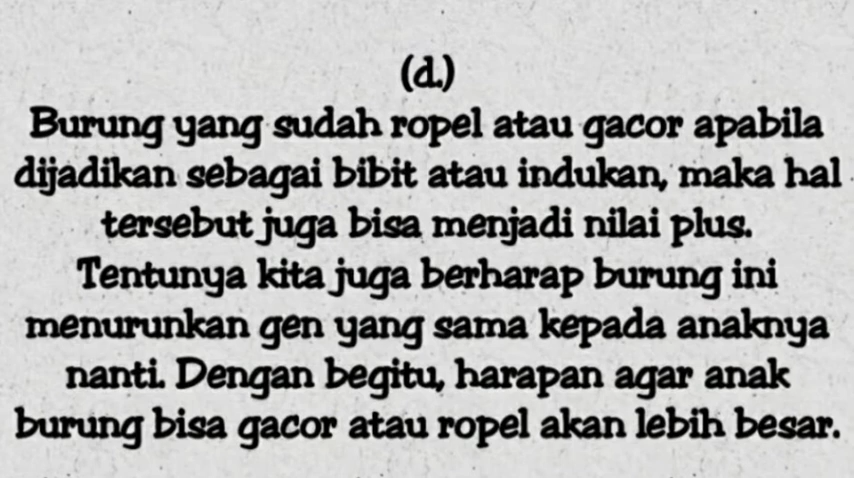 (d.)
Burung yang sudah ropel atau gacor apabila
dijadikan sebagai bibit atau indukan, maka hal
tersebut juga bisa menjadi nilai plus.
Tentunya kita juga berharap burung ini
menurunkan gen yang sama kepada anaknya
nanti. Dengan begitu, harapan agar anak
burung bisa gacor atau ropel akan lebih besar.